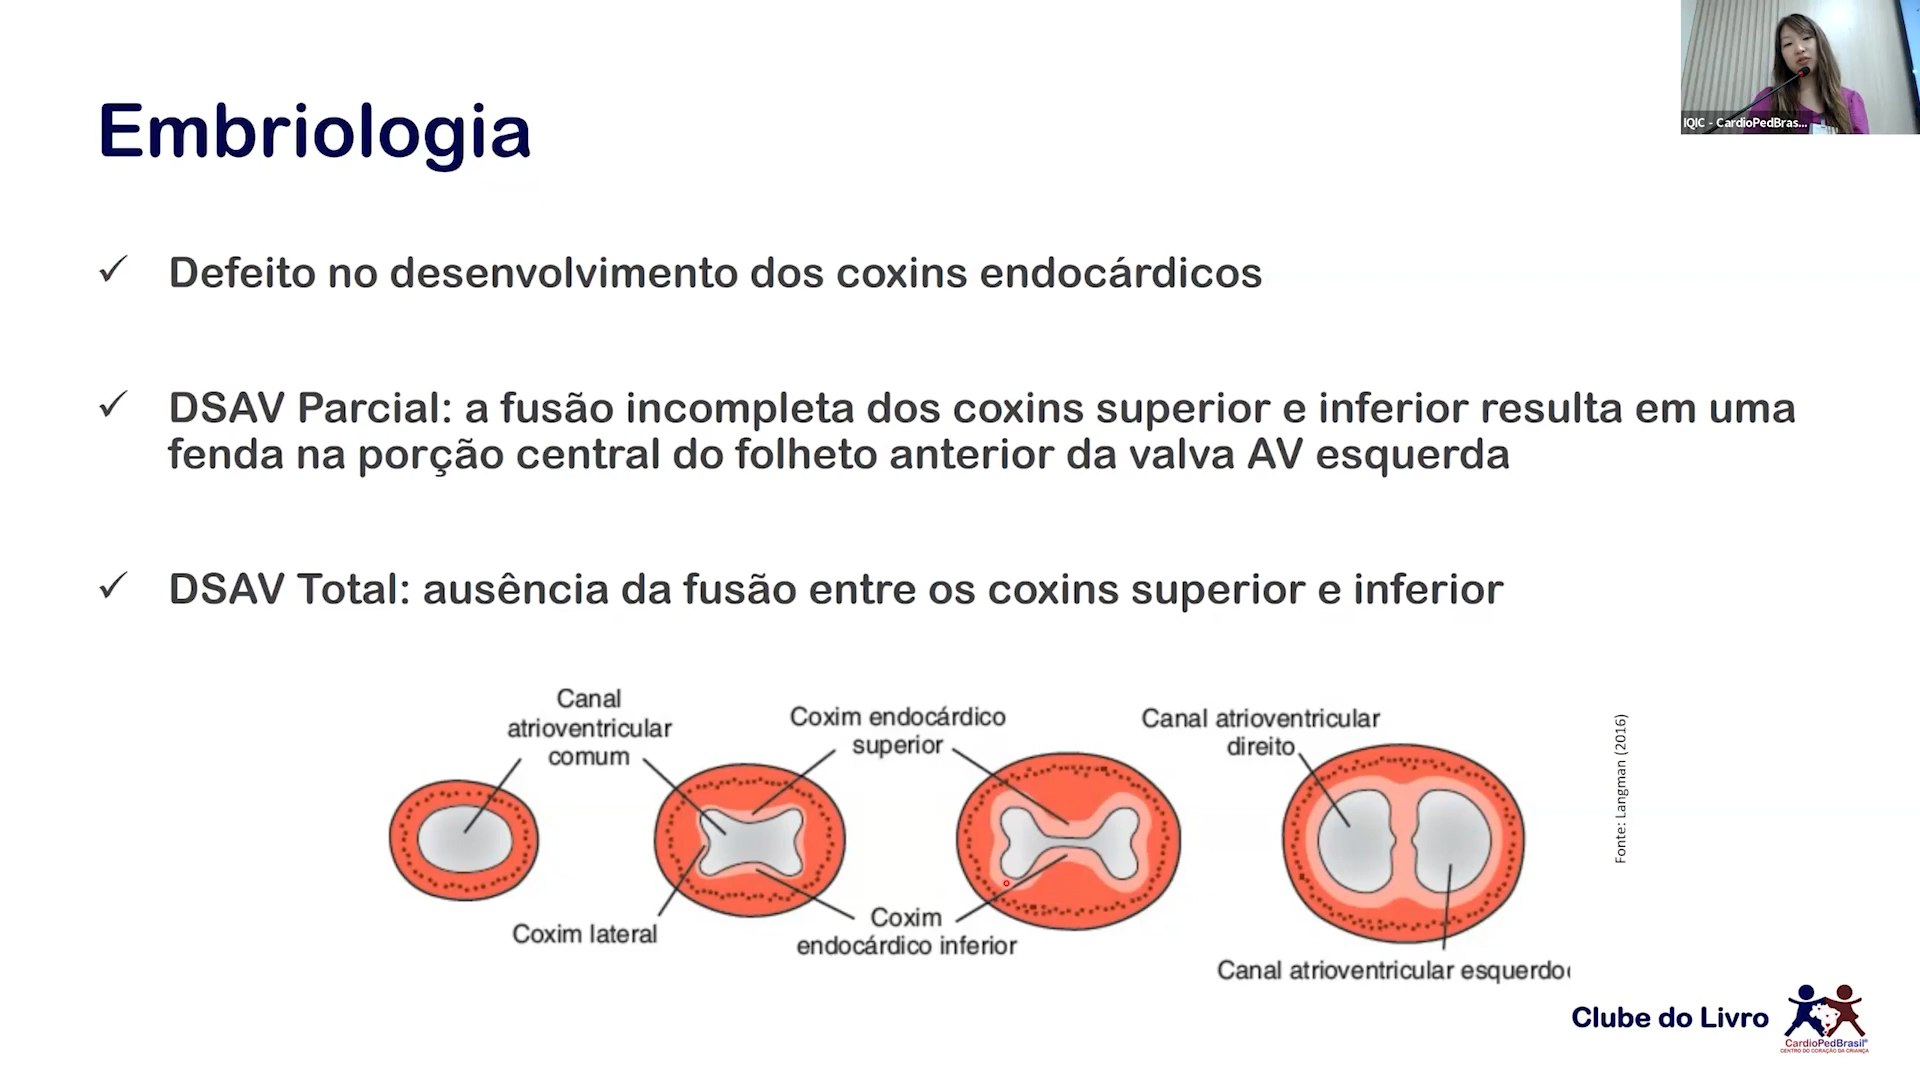 IQIC - CardioPedBras...
Embriologia
✓ Defeito no desenvolvimento dos coxins endocárdicos
✓ DSAV Parcial: a fusão incompleta dos coxins superior e inferior resulta em uma
fenda na porção central do folheto anterior da valva AV esquerda
✓ DSAV Total: ausência da fusão entre os coxins superior e inferior
Canal
atrioventricular
comum
Coxim endocárdico
superior
Canal atrioventricular
direito
Coxim lateral
Coxim
endocárdico inferior
Canal atrioventricular esquerdo
Fonte: Langman (2016)
Clube do Livro
CardioPedBrasil®
CENTRO DO CORAÇÃO DA CRIANÇA